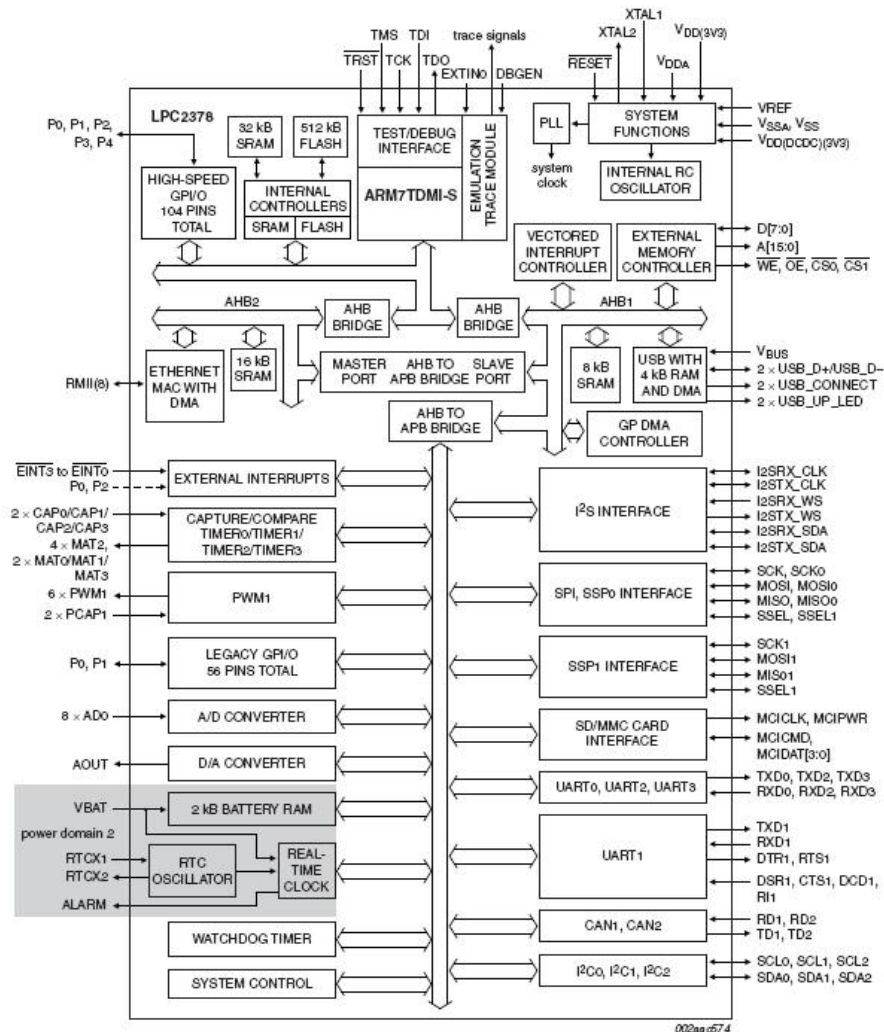 XTAL1
XTAL2
VDD(3V3)
TMS
TDI
trace signals
TRST
TCK
TDO
EXTIN0
DBGEN
RESET
VDDA
LPC2378
P0, P1, P2,
P3, P4
32 kB
SRAM
512 kB
FLASH
TEST/DEBUG
INTERFACE
EMULATION
TRACE MODULE
PLL
SYSTEM
FUNCTIONS
VREF
VSSA, VSS
VDD(DCDC)(3V3)
system
clock
INTERNAL RC
OSCILLATOR
HIGH-SPEED
GPI/O
104 PINS
TOTAL
INTERNAL
CONTROLLERS
SRAM
FLASH
ARM7TDMI-S
VECTORED
INTERRUPT
CONTROLLER
EXTERNAL
MEMORY
CONTROLLER
D[7:0]
A[15:0]
WE, OE, CS0, CS1
AHB2
AHB
BRIDGE
AHB
BRIDGE
AHB1
RMII(8)
ETHERNET
MAC WITH
DMA
16 kB
SRAM
MASTER
PORT
AHB TO
APB BRIDGE
SLAVE
PORT
8 kB
SRAM
USB WITH
4 kB RAM
AND DMA
VBUS
2 × USB_D+/USB_D-
2 × USB_CONNECT
2 × USB_UP_LED
AHB TO
APB BRIDGE
GP DMA
CONTROLLER
EINT3 to EINT0
P0, P2
EXTERNAL INTERRUPTS
2 × CAP0/CAP1/
CAP2/CAP3
4 × MAT2,
2 × MAT0/MAT1/
MAT3
CAPTURE/COMPARE
TIMER0/TIMER1/
TIMER2/TIMER3
6 × PWM1
2 × PCAP1
PWM1
P0, P1
LEGACY GPI/O
56 PINS TOTAL
8 × AD0
A/D CONVERTER
AOUT
D/A CONVERTER
VBAT
2 kB BATTERY RAM
power domain 2
RTCX1
RTCX2
RTC
OSCILLATOR
REAL-
TIME
CLOCK
ALARM
WATCHDOG TIMER
SYSTEM CONTROL
I2S INTERFACE
I2SRX_CLK
I2STX_CLK
I2SRX_WS
I2STX_WS
I2SRX_SDA
I2STX_SDA
SPI, SSP0 INTERFACE
SCK, SCK0
MOSI, MOSI0
MISO, MISO0
SSEL, SSEL1
SSP1 INTERFACE
SCK1
MOSI1
MISO1
SSEL1
SD/MMC CARD
INTERFACE
MCICLK, MCIPWR
MCICMD,
MCIDAT[3:0]
UART0, UART2, UART3
TXD0, TXD2, TXD3
RXD0, RXD2, RXD3
UART1
TXD1
RXD1
DTR1, RTS1
DSR1, CTS1, DCD1,
RI1
CAN1, CAN2
RD1, RD2
TD1, TD2
I2C0, I2C1, I2C2
SCL0, SCL1, SCL2
SDA0, SDA1, SDA2
002aac574